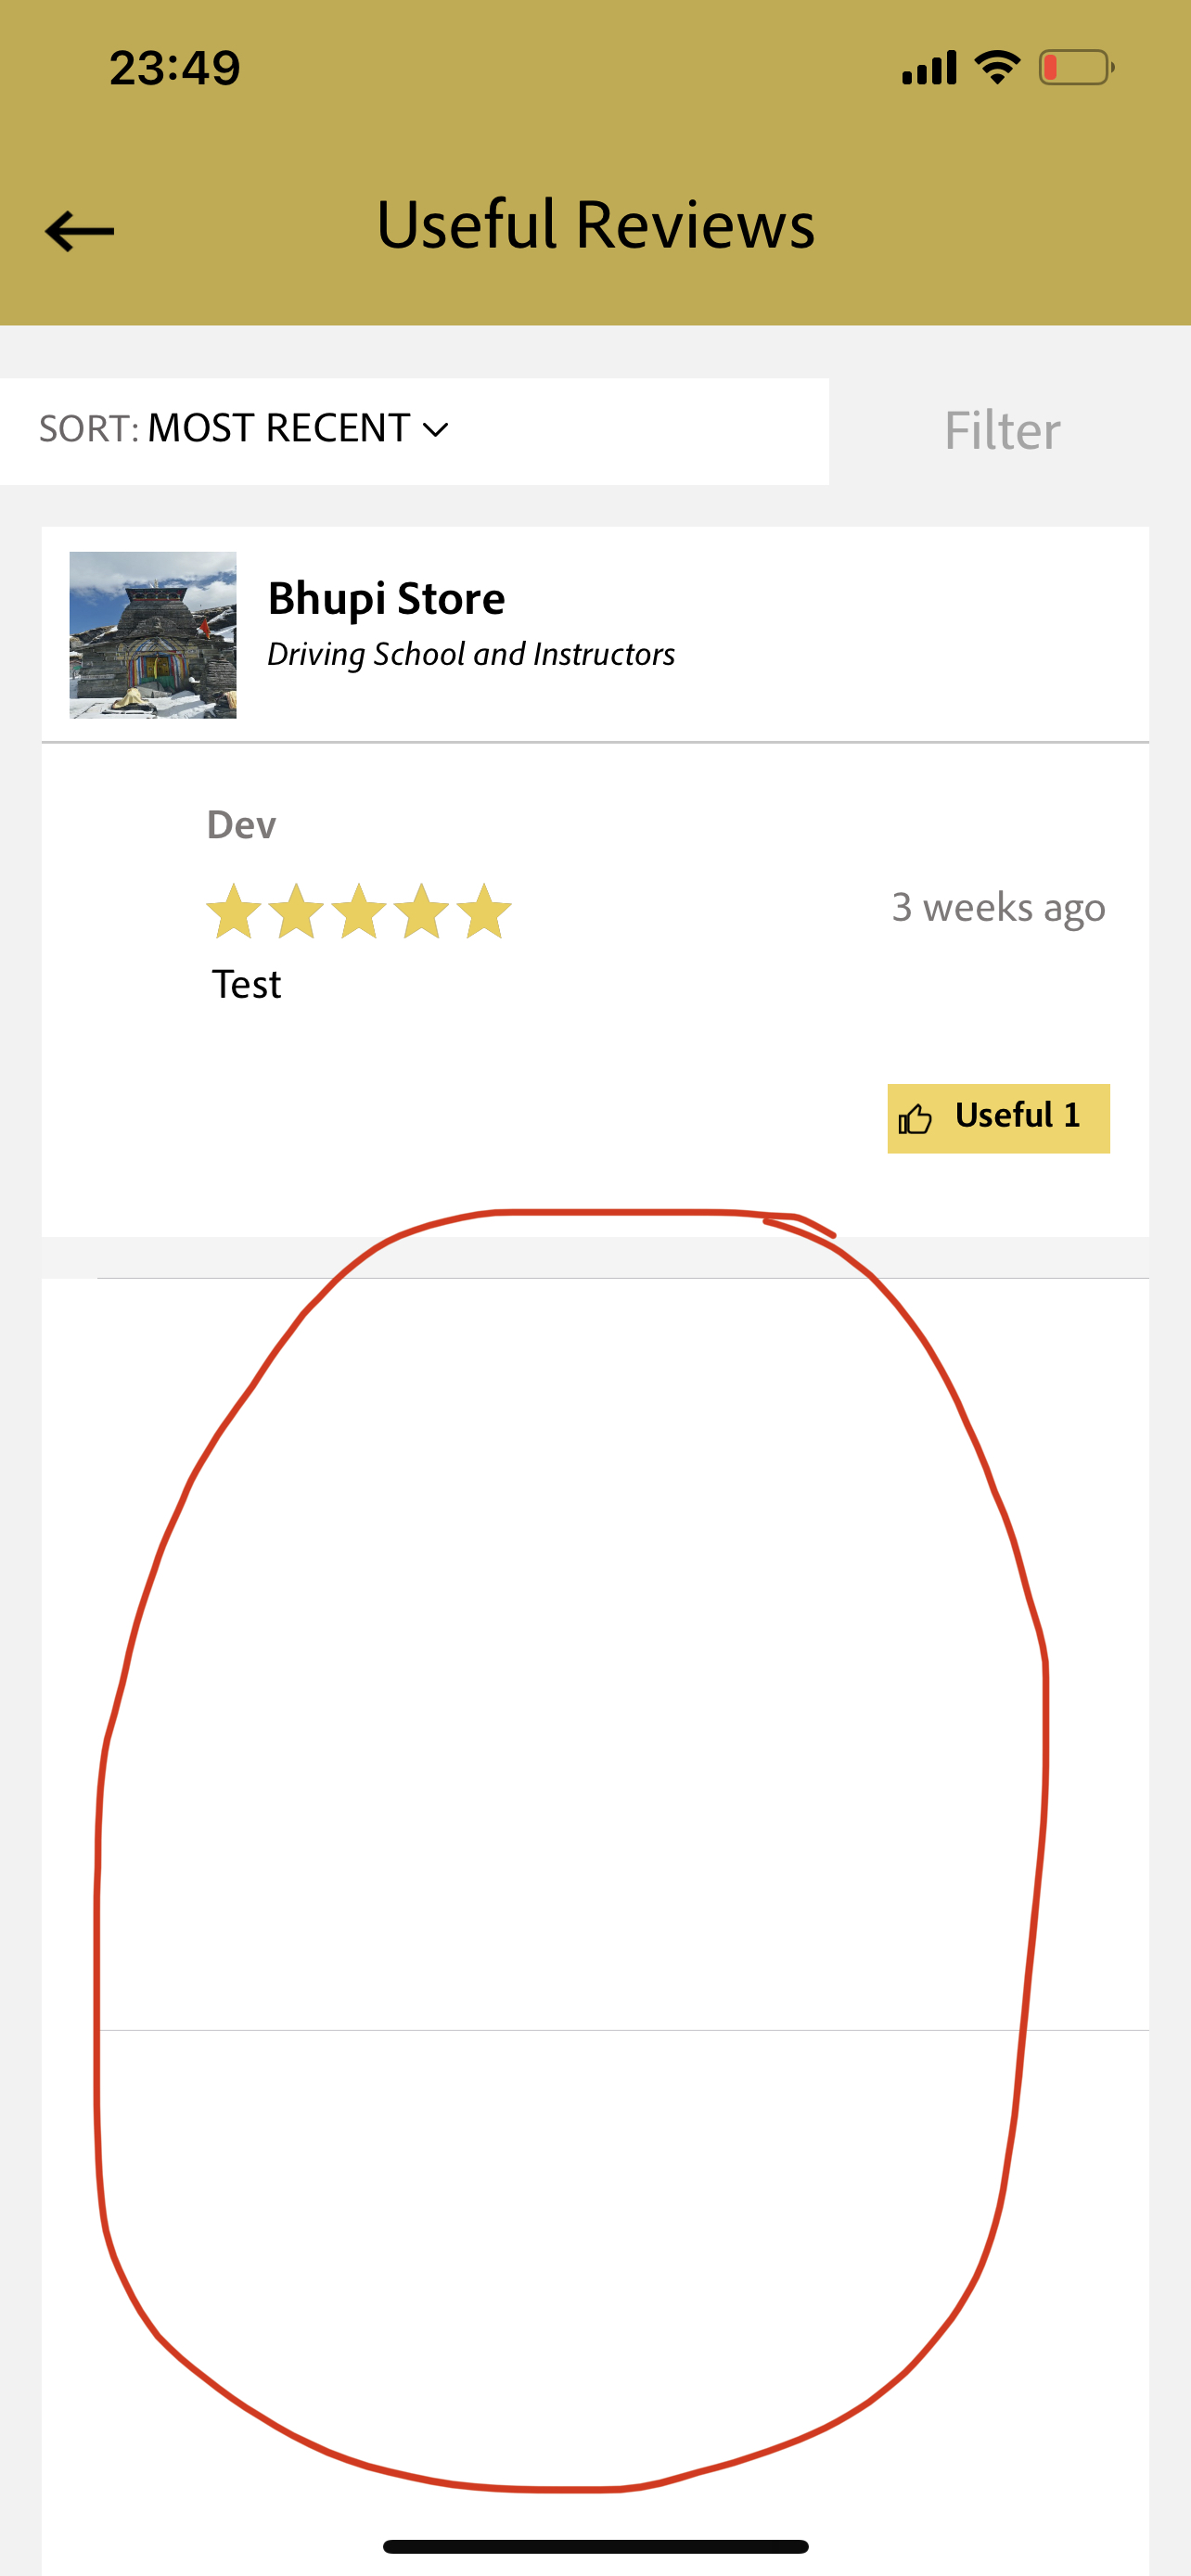 23:49
Useful Reviews
SORT: MOST RECENT
Filter
Bhupi Store
Driving School and Instructors
Dev
3 weeks ago
Test
Useful 1